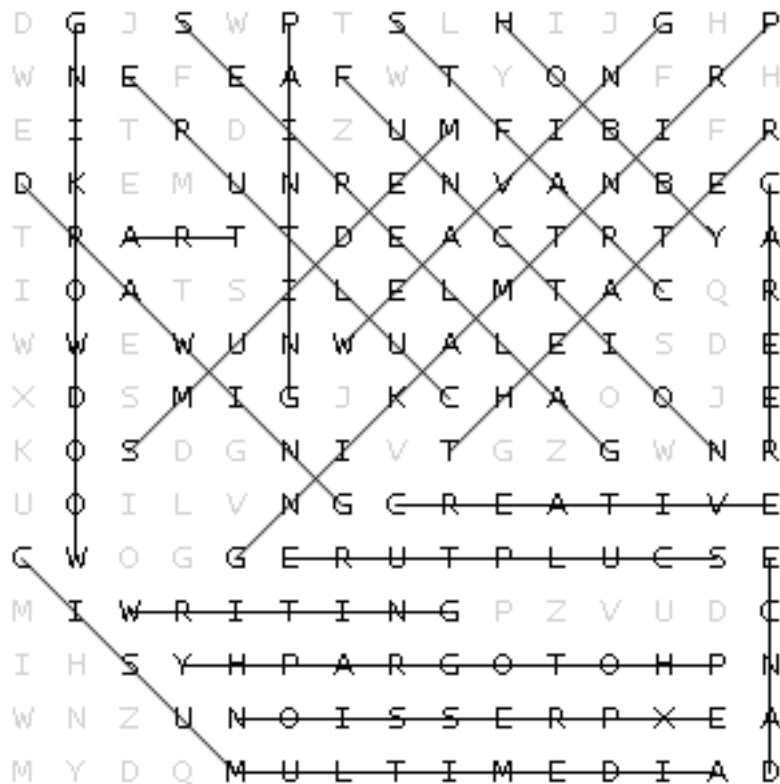 D G J S W P T S L H I J G H P
W N E F E A F W T Y O N F R H
E I T R D I Z U M F I B I F R
D K E M U N R E N V A N B E C
T R A R T T D E A C T R T Y A
I O A T S I L E L M T A C Q R
W W E W U N W U A L E I S D E
X D S M I G J K C H A O O J E
K O S D G N I V T G Z G W N R
U O I L V N G C R E A T I V E
C W O G G E R U T P L U C S E
M I W R I T I N G P Z V U D C
I H S Y H P A R G O T O H P N
W N Z U N O I S S E R P X E A
M Y D Q M U L T I M E D I A D